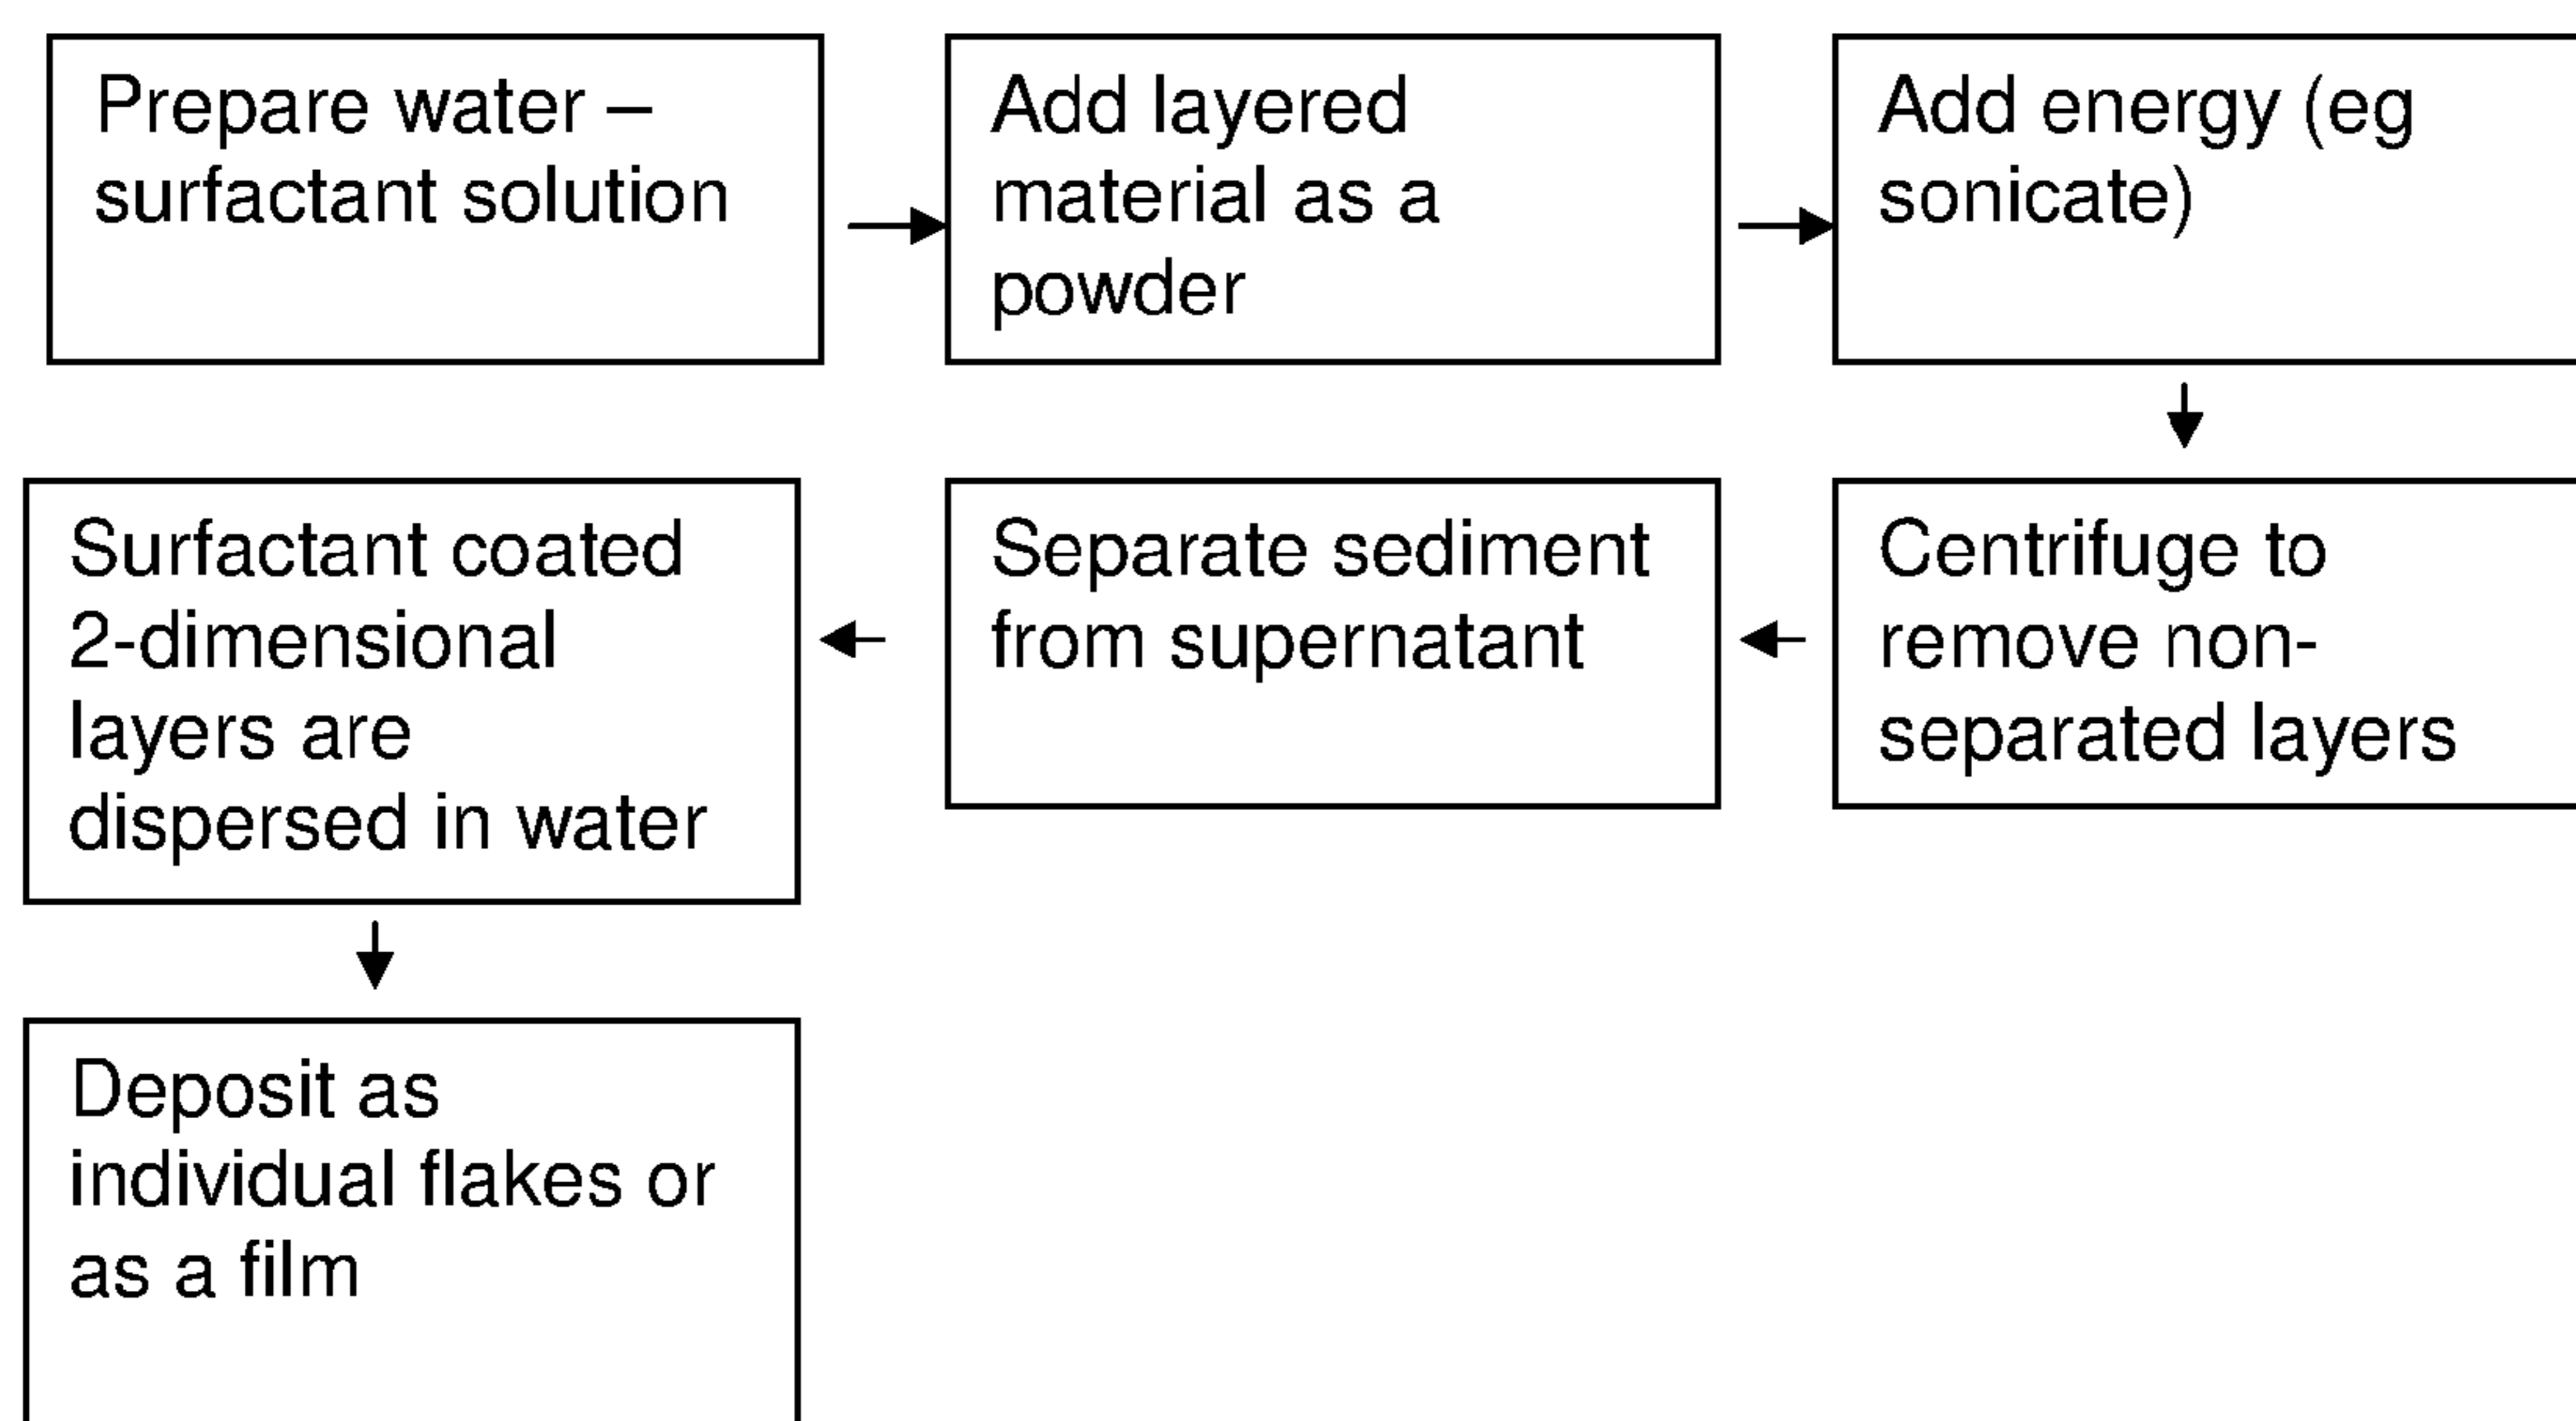 Prepare water –
surfactant solution
Add layered
material as a
powder
Add energy (eg
sonicate)
Centrifuge to
remove non-
separated layers
Separate sediment
from supernatant
Surfactant coated
2-dimensional
layers are
dispersed in water
Deposit as
individual flakes or
as a film